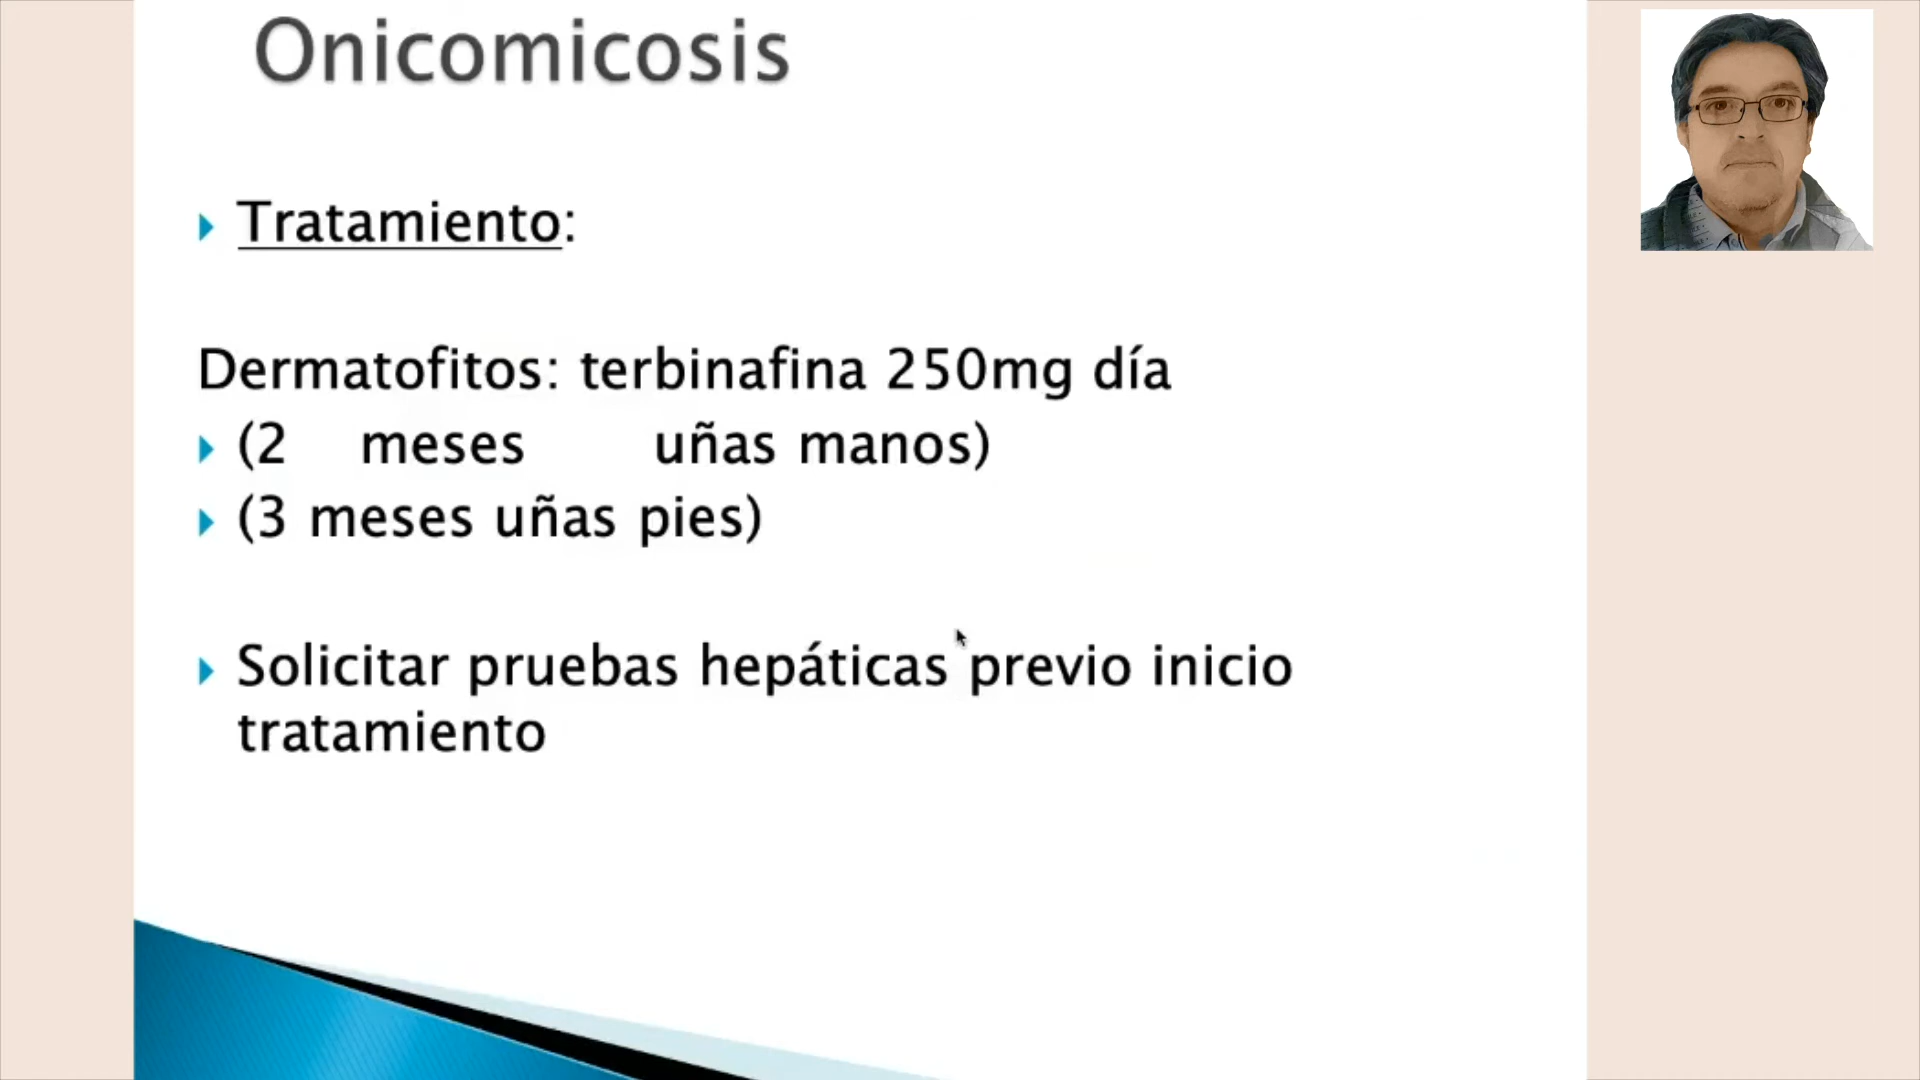 Onicomicosis
Tratamiento:
Dermatofitos: terbinafina 250mg día
(2 meses uñas manos)
(3 meses uñas pies)
Solicitar pruebas hepáticas previo inicio
tratamiento